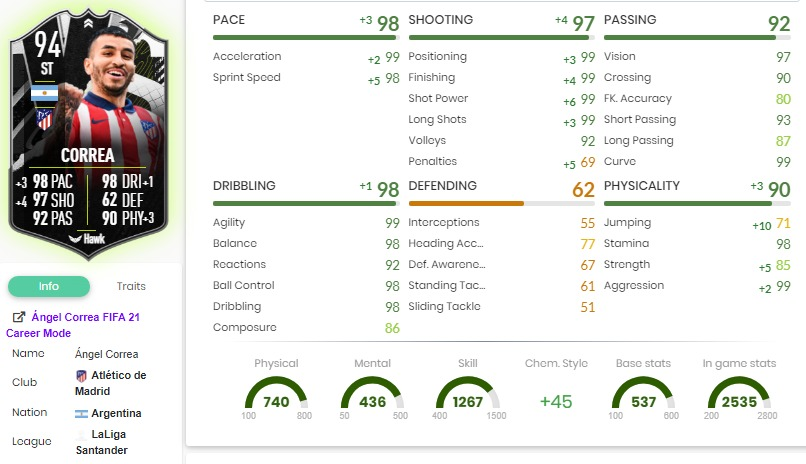 94
ST
CORREA
+3 98 PAC 98 DRI +1
+4 97 SHO 62 DEF
92 PAS 90 PHY +3
Hawk
Info Traits
Ángel Correa FIFA 21
Career Mode
Name Ángel Correa
Club Atlético de
Madrid
Nation Argentina
League LaLiga
Santander
PACE +3 98
Acceleration +2 99
Sprint Speed +5 98
SHOOTING +4 97
Positioning +3 99
Finishing +4 99
Shot Power +6 99
Long Shots +3 99
Volleys 92
Penalties +5 69
PASSING 92
Vision 97
Crossing 90
FK. Accuracy 80
Short Passing 93
Long Passing 87
Curve 99
DRIBBLING +1 98
Agility 99
Balance 98
Reactions 92
Ball Control 98
Dribbling 98
Composure 86
DEFENDING 62
Interceptions 55
Heading Acc... 77
Def. Awarene... 67
Standing Tac... 61
Sliding Tackle 51
PHYSICALITY +3 90
Jumping +10 71
Stamina 98
Strength +5 85
Aggression +2 99
Physical Mental Skill Chem. Style Base stats In game stats
740 436 1267 +45 537 2535
100 800 50 500 400 1500 100 600 200 2800